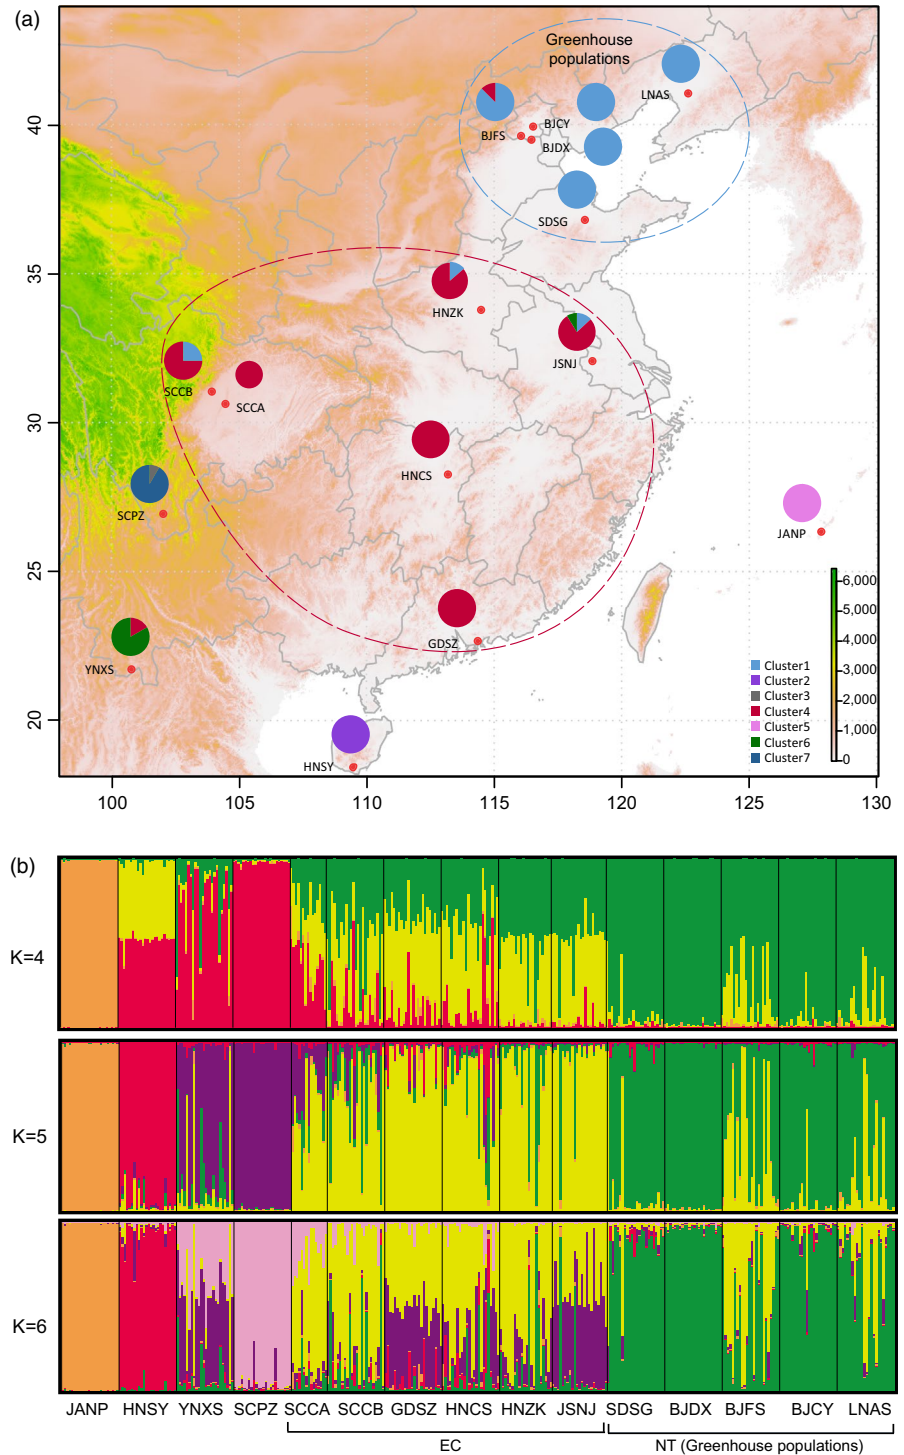 (a)
Greenhouse
populations
LNAS
BJCY
BJFS
BJDX
SDSG
HNZK
JSNJ
SCCB
SCCA
HNCS
SCPZ
JANP
GDSZ
YNXS
HNSY
40
35
30
25
20
100
105
110
115
120
125
130
Cluster1
Cluster2
Cluster3
Cluster4
Cluster5
Cluster6
Cluster7
6,000
5,000
4,000
3,000
2,000
1,000
0
(b)
K=4
K=5
K=6
JANP HNSY YNXS SCPZ SCCA SCCB GDSZ HNCS HNZK JSNJ SDSG BJDX BJFS BJCY LNAS
EC NT (Greenhouse populations)